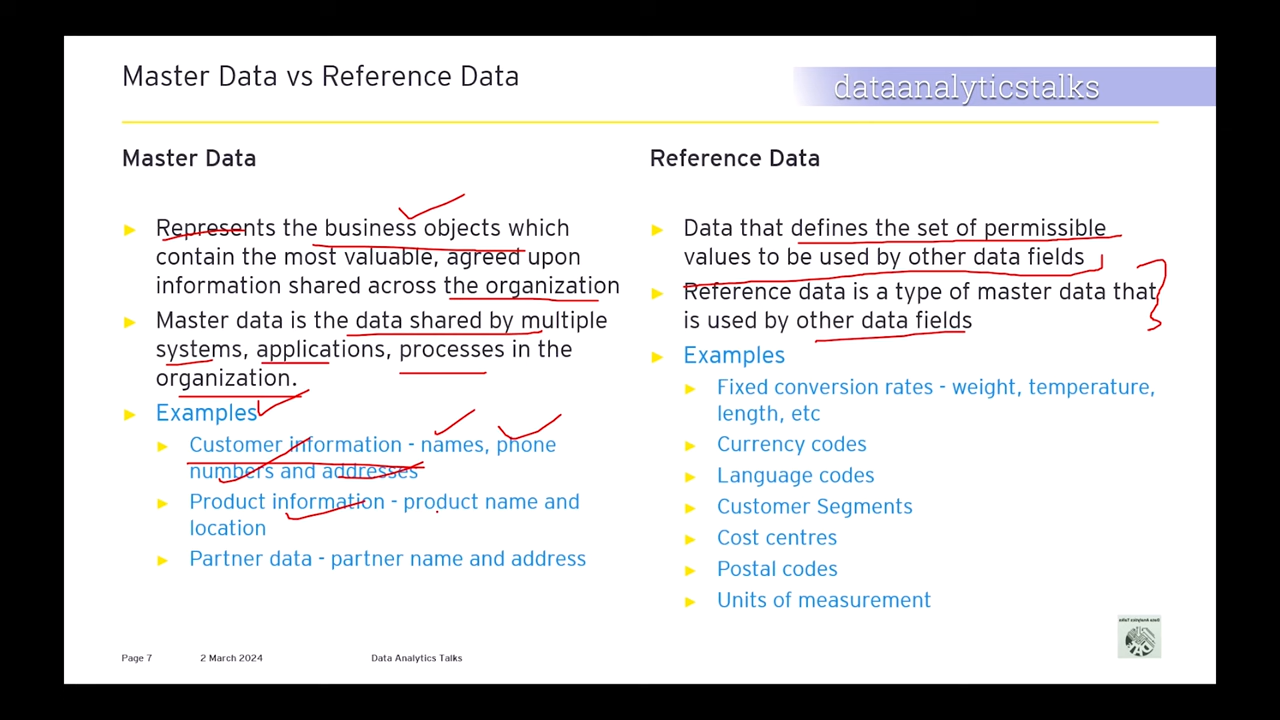 Master Data vs Reference Data
dataanalyticstalks
Master Data
Represents the business objects which
contain the most valuable, agreed upon
information shared across the organization
Master data is the data shared by multiple
systems, applications, processes in the
organization.
Examples
Customer information - names, phone
numbers and addresses
Product information - product name and
location
Partner data - partner name and address
Reference Data
Data that defines the set of permissible
values to be used by other data fields
Reference data is a type of master data that
is used by other data fields
Examples
Fixed conversion rates - weight, temperature,
length, etc
Currency codes
Language codes
Customer Segments
Cost centres
Postal codes
Units of measurement
Page 7
2 March 2024
Data Analytics Talks